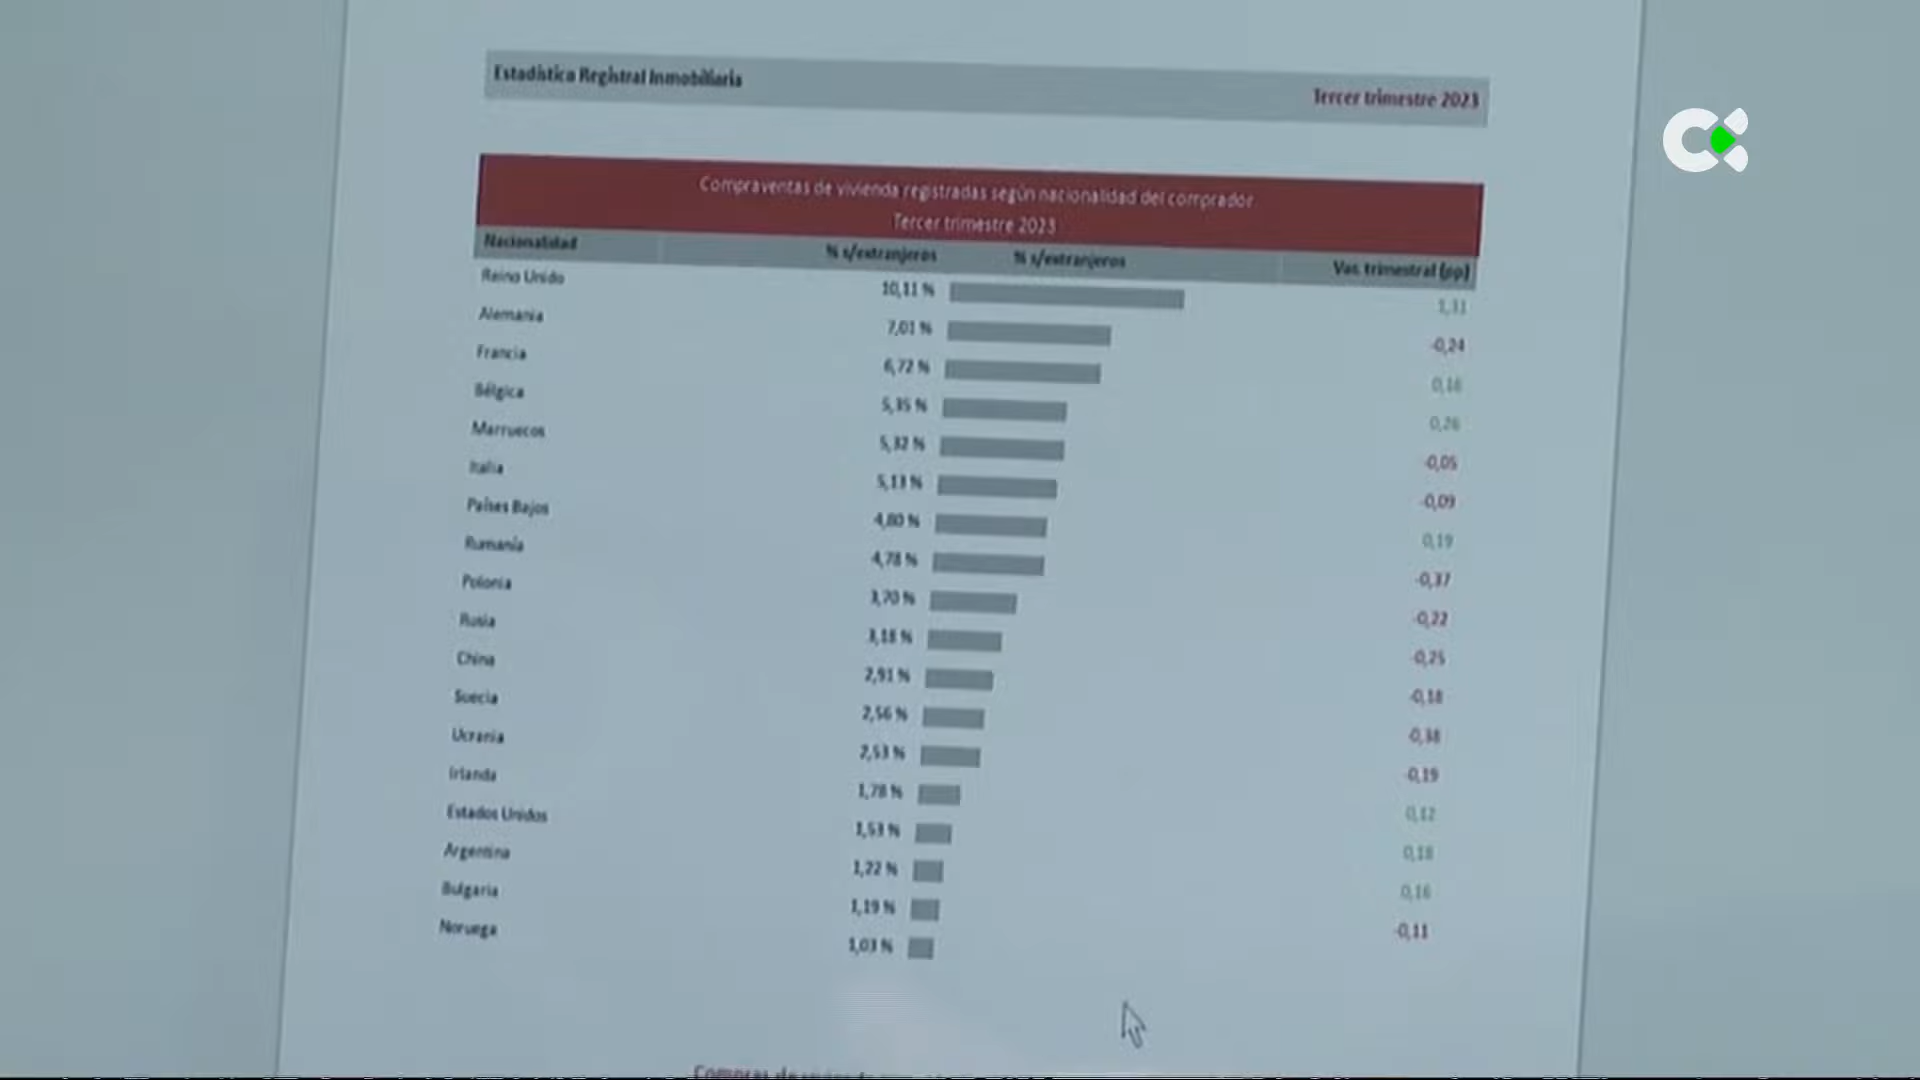 Estadística Registral Inmobiliaria Tercer trimestre 2023
Compraventas de vivienda registradas según nacionalidad del comprador
Tercer trimestre 2023
Nacionalidad % s/extranjeros % s/extranjeros Var. trimestral (pp)
Reino Unido 10,11 % 1,31
Alemania 7,01 % -0,24
Francia 6,72 % 0,16
Bélgica 5,35 % 0,26
Marruecos 5,32 % -0,05
Italia 5,13 % -0,09
Países Bajos 4,80 % 0,19
Rumanía 4,78 % -0,37
Polonia 3,70 % -0,22
Rusia 3,18 % -0,25
China 2,91 % -0,18
Suecia 2,56 % -0,38
Ucrania 2,53 % -0,19
Irlanda 1,78 % 0,12
Estados Unidos 1,53 % 0,18
Argentina 1,22 % 0,16
Bulgaria 1,19 % -0,11
Noruega 1,03 %
Compras de